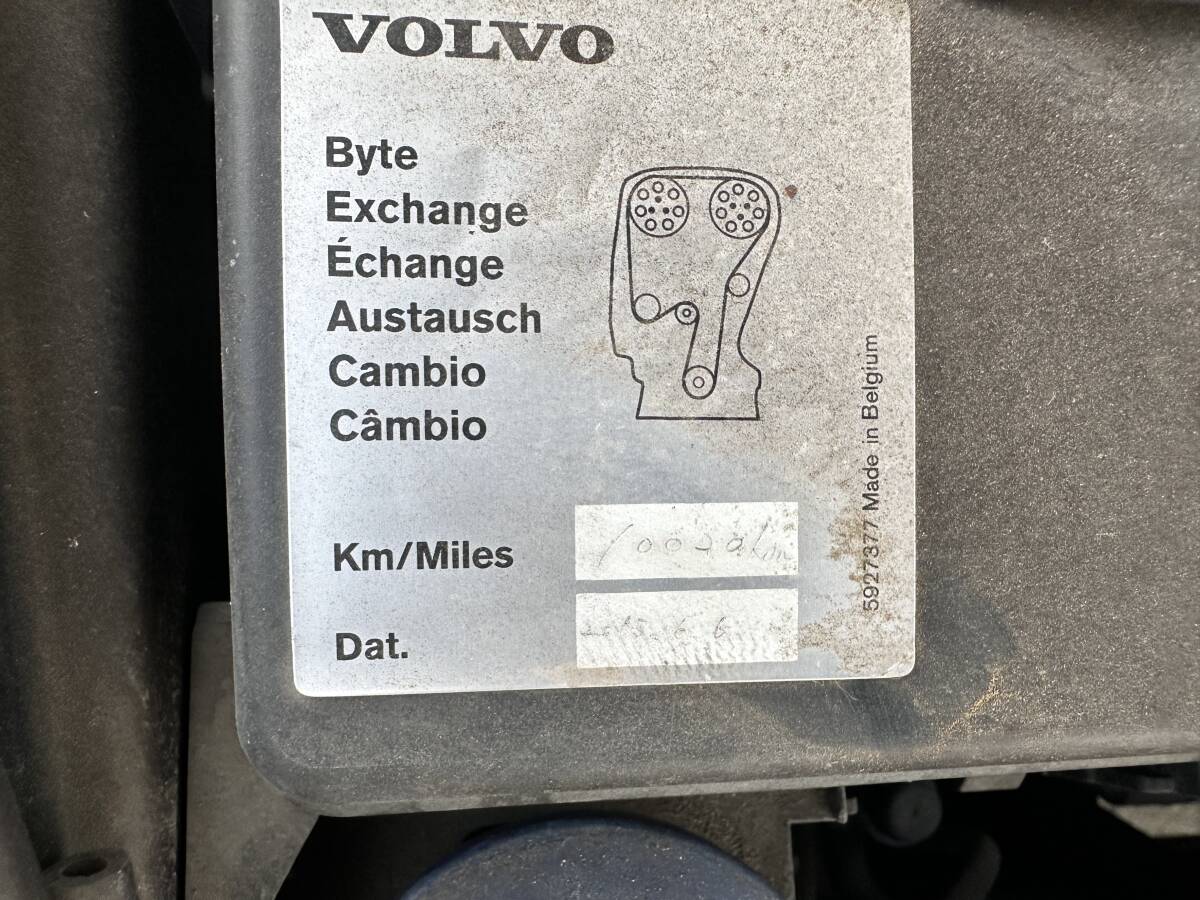 VOLVO
Byte
Exchange
Échange
Austausch
Cambio
Câmbio
Km/Miles
Dat.
5927377 Made in Belgium